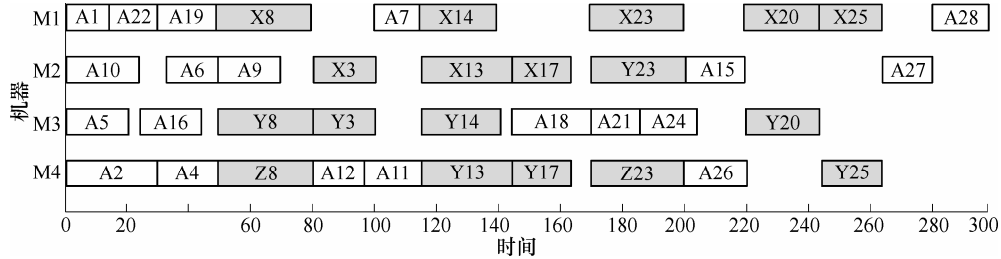 M1 A1 A22 A19 X8 A7 X14 X23 X20 X25 A28
M2 A10 A6 A9 X3 X13 X17 Y23 A15 A27
机器
M3 A5 A16 Y8 Y3 Y14 A18 A21 A24 Y20
M4 A2 A4 Z8 A12 A11 Y13 Y17 Z23 A26 Y25
0 20 40 60 80 100 120 140 160 180 200 220 240 260 280 300
时间